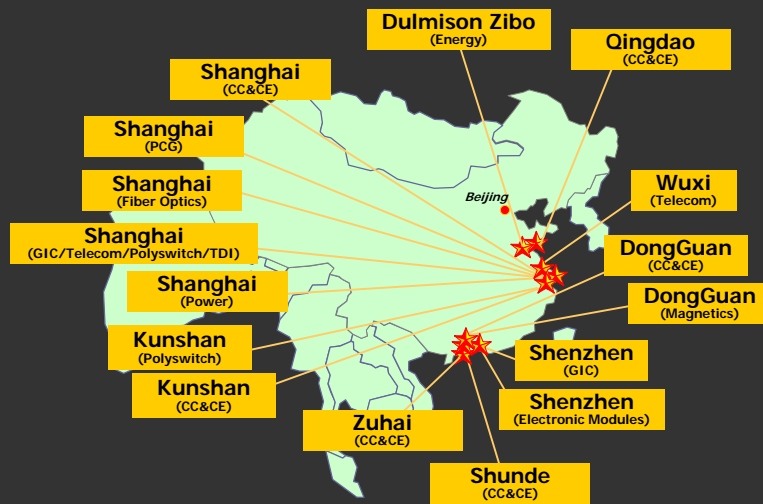 Dulmison Zibo
(Energy)
Qingdao
(CC&CE)
Shanghai
(CC&CE)
Shanghai
(PCG)
Shanghai
(Fiber Optics)
Shanghai
(GIC/Telecom/Polyswitch/TDI)
Shanghai
(Power)
Kunshan
(Polyswitch)
Kunshan
(CC&CE)
Beijing
Wuxi
(Telecom)
DongGuan
(CC&CE)
DongGuan
(Magnetics)
Shenzhen
(GIC)
Shenzhen
(Electronic Modules)
Zuhai
(CC&CE)
Shunde
(CC&CE)